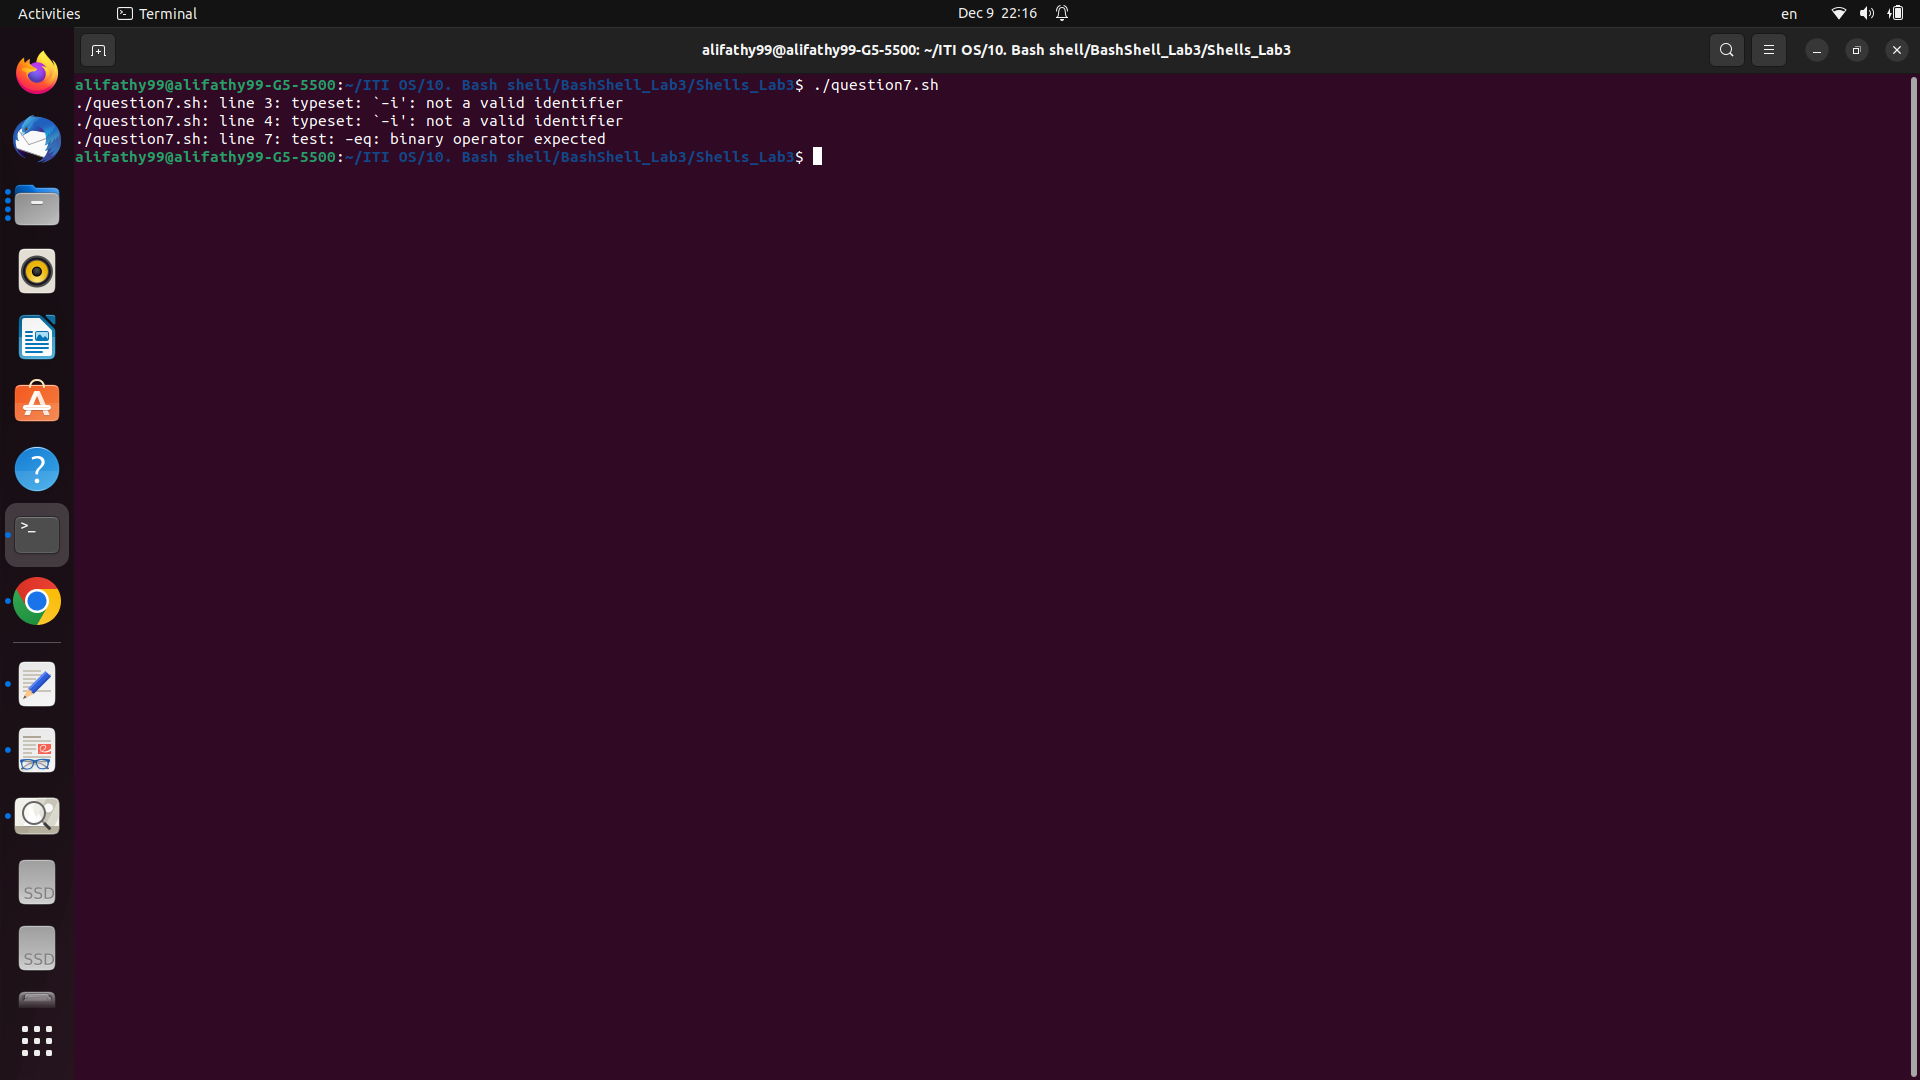 Activities
Terminal
Dec 9 22:16
en
alifathy99@alifathy99-G5-5500: ~/ITI OS/10. Bash shell/BashShell_Lab3/Shells_Lab3
alifathy99@alifathy99-G5-5500:~/ITI OS/10. Bash shell/BashShell_Lab3/Shells_Lab3$ ./question7.sh
./question7.sh: line 3: typeset: `-i': not a valid identifier
./question7.sh: line 4: typeset: `-i': not a valid identifier
./question7.sh: line 7: test: -eq: binary operator expected
alifathy99@alifathy99-G5-5500:~/ITI OS/10. Bash shell/BashShell_Lab3/Shells_Lab3$
SSD
SSD